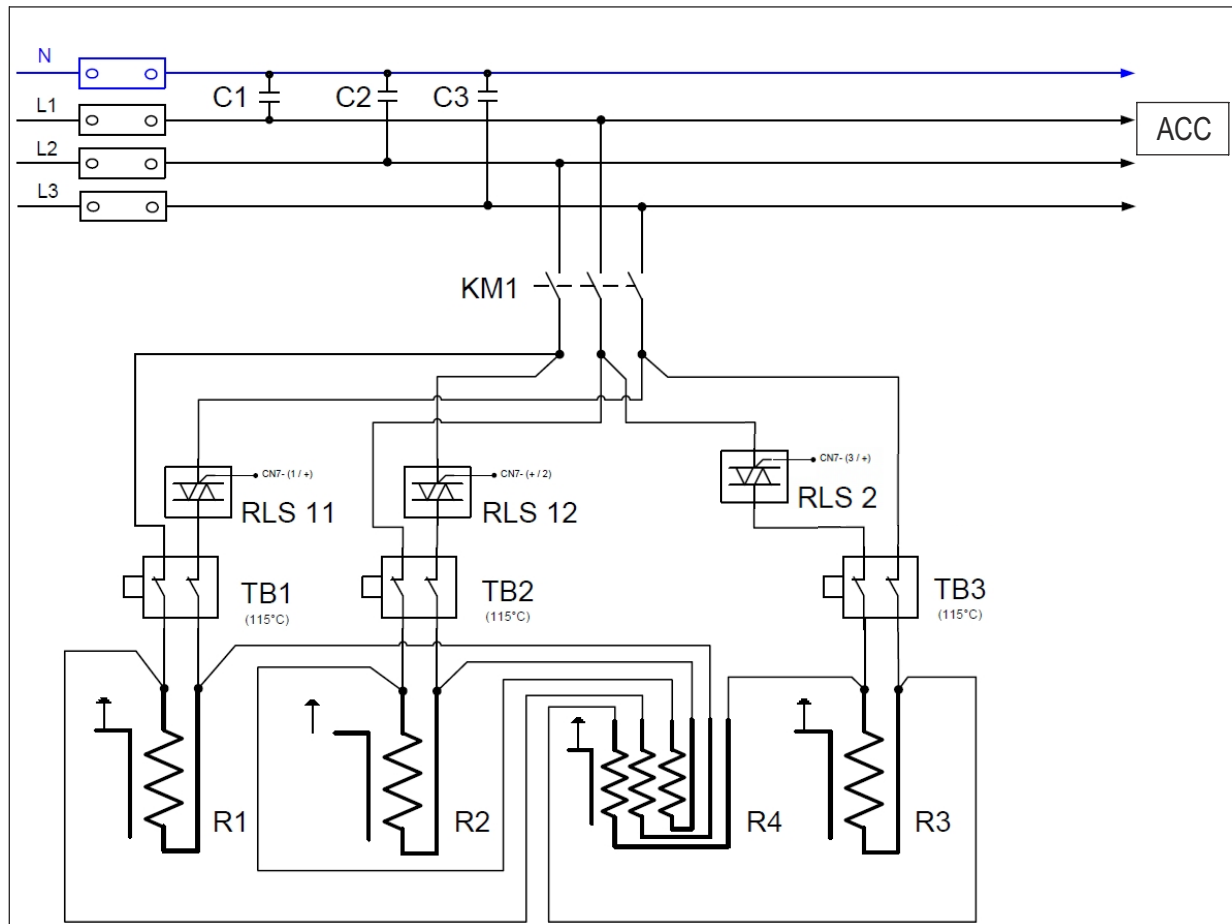 N
C1 C2 C3
L1
ACC
L2
L3
KM1
CN7- (1 / +) CN7- (+ / 2) CN7- (3 / +)
RLS 11 RLS 12 RLS 2
TB1 TB2 TB3
(115°C) (115°C) (115°C)
R1 R2 R4 R3